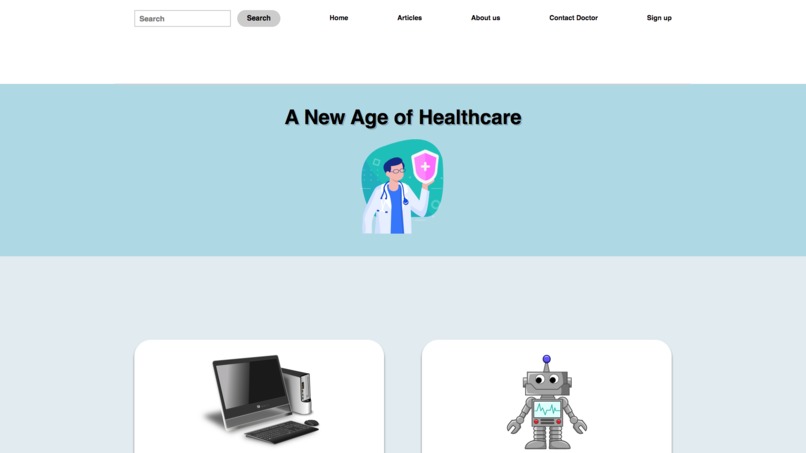 Search Search Home Articles About us Contact Doctor Sign up
A New Age of Healthcare